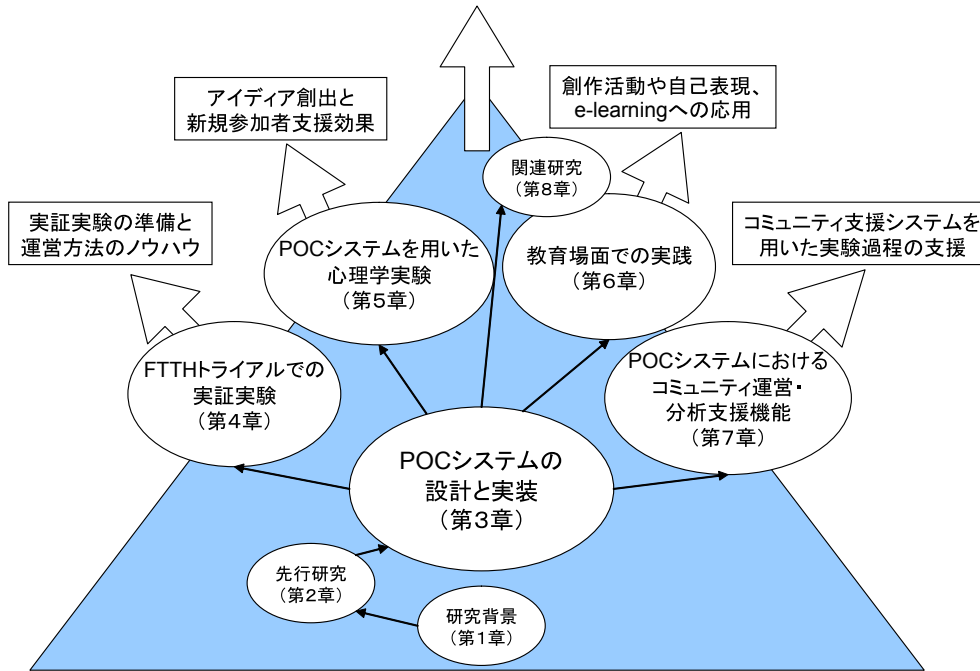 アイディア創出と
新規参加者支援効果
創作活動や自己表現、
e-learningへの応用
関連研究
(第8章)
実証実験の準備と
運営方法のノウハウ
コミュニティ支援システムを
用いた実験過程の支援
POCシステムを用いた
心理学実験
(第5章)
教育場面での実践
(第6章)
FTTHトライアルでの
実証実験
(第4章)
POCシステムにおける
コミュニティ運営・
分析支援機能
(第7章)
POCシステムの
設計と実装
(第3章)
先行研究
(第2章)
研究背景
(第1章)